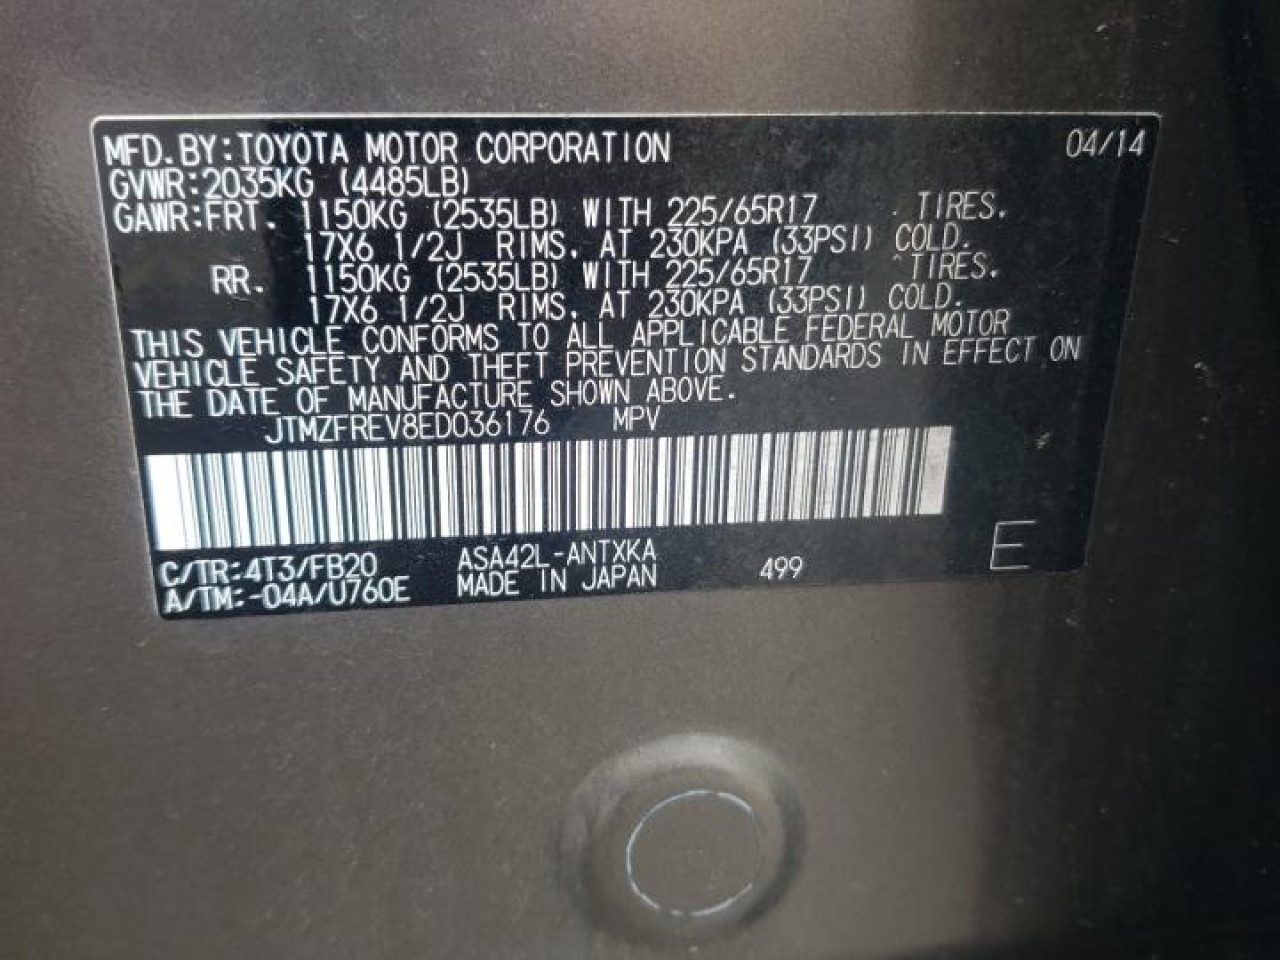 MFD.BY:TOYOTA MOTOR CORPORATION 04/14
GVWR:2035KG (4485LB)
GAWR:FRT. 1150KG (2535LB) WITH 225/65R17 TIRES.
17X6 1/2J RIMS. AT 230KPA (33PSI) COLD.
RR. 1150KG (2535LB) WITH 225/65R17 TIRES.
17X6 1/2J RIMS. AT 230KPA (33PSI) COLD.
THIS VEHICLE CONFORMS TO ALL APPLICABLE FEDERAL MOTOR
VEHICLE SAFETY AND THEFT PREVENTION STANDARDS IN EFFECT ON
THE DATE OF MANUFACTURE SHOWN ABOVE.
JTMZFREV8ED036176 MPV
C/TR:4T3/FB20 ASA42L-ANTXKA
A/TM:-04A/U760E MADE IN JAPAN 499 E